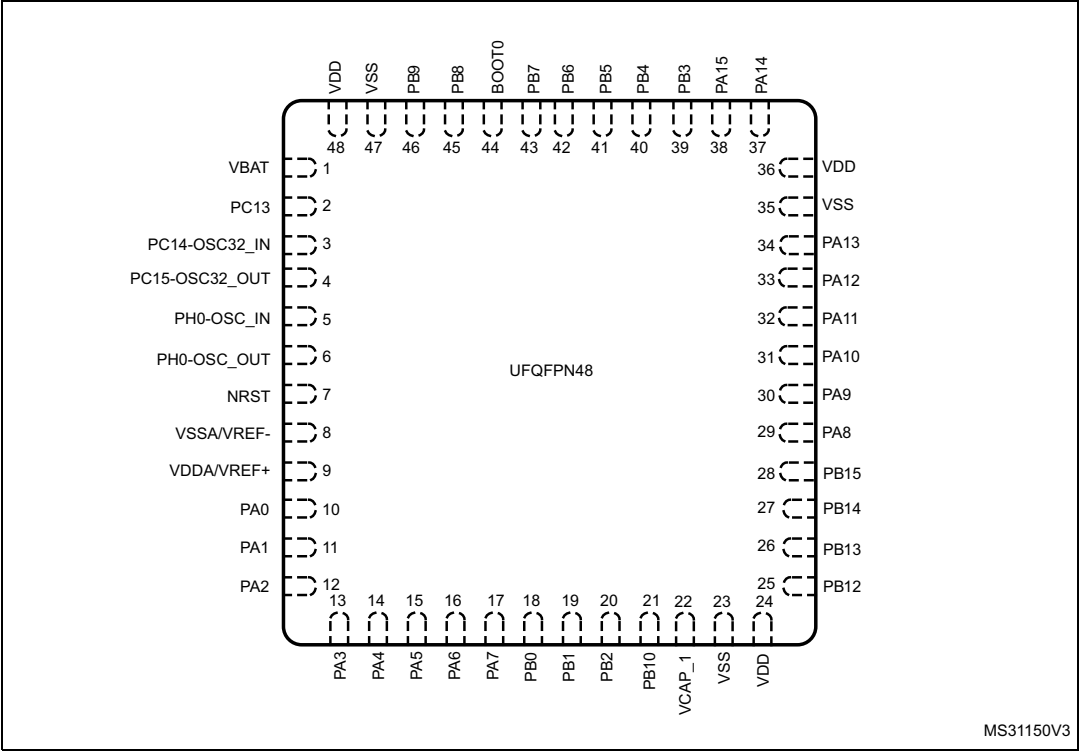 VDD
VSS
PB9
PB8
BOOT0
PB7
PB6
PB5
PB4
PB3
PA15
PA14
48
47
46
45
44
43
42
41
40
39
38
37
VBAT 1
PC13 2
PC14-OSC32_IN 3
PC15-OSC32_OUT 4
PH0-OSC_IN 5
PH0-OSC_OUT 6
NRST 7
VSSA/VREF- 8
VDDA/VREF+ 9
PA0 10
PA1 11
PA2 12
UFQFPN48
36 VDD
35 VSS
34 PA13
33 PA12
32 PA11
31 PA10
30 PA9
29 PA8
28 PB15
27 PB14
26 PB13
25 PB12
13
14
15
16
17
18
19
20
21
22
23
24
PA3
PA4
PA5
PA6
PA7
PB0
PB1
PB2
PB10
VCAP_1
VSS
VDD
MS31150V3